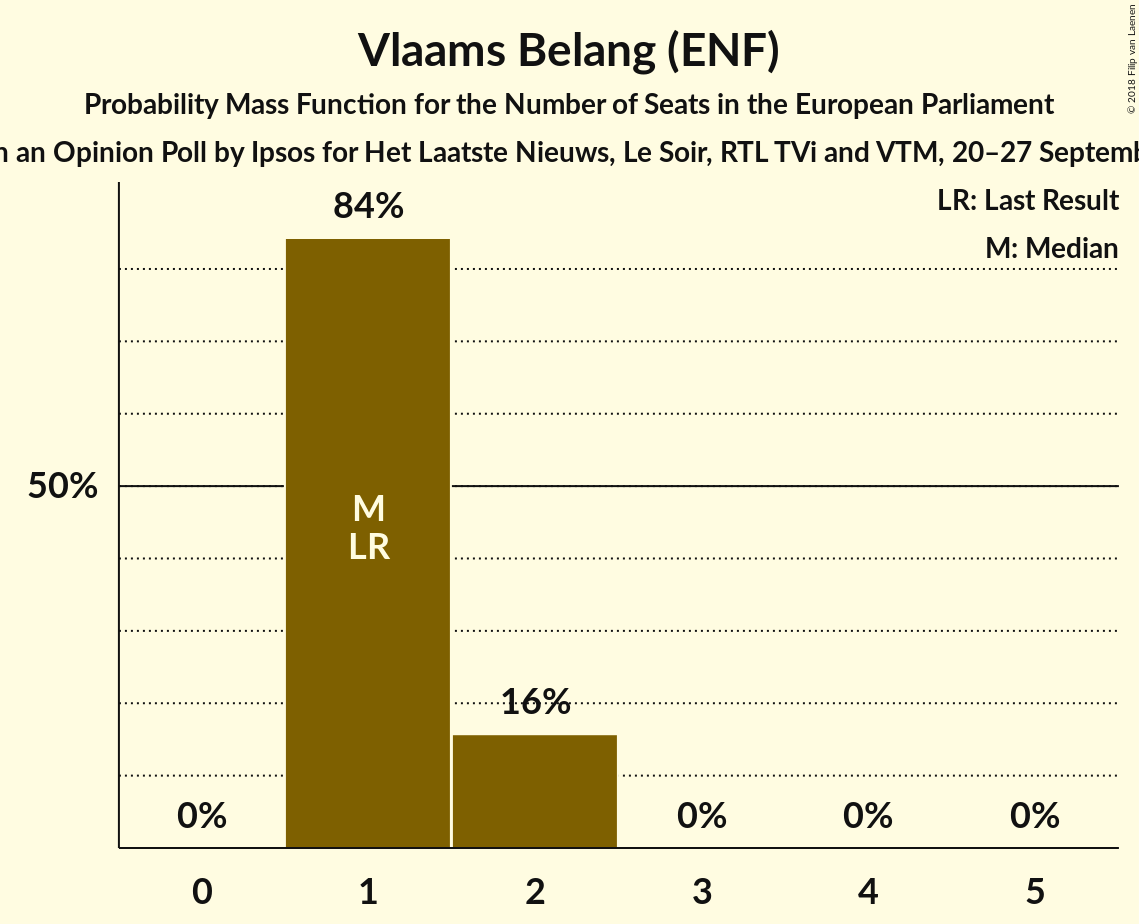 Vlaams Belang (ENF)
Probability Mass Function for the Number of Seats in the European Parliament
an Opinion Poll by Ipsos for Het Laatste Nieuws, Le Soir, RTL TVi and VTM, 20–27
© 2018 Filip van Laenen
LR: Last Result
M: Median
84%
50%
M
LR
16%
0%
0%
0%
0%
0
1
2
3
4
5